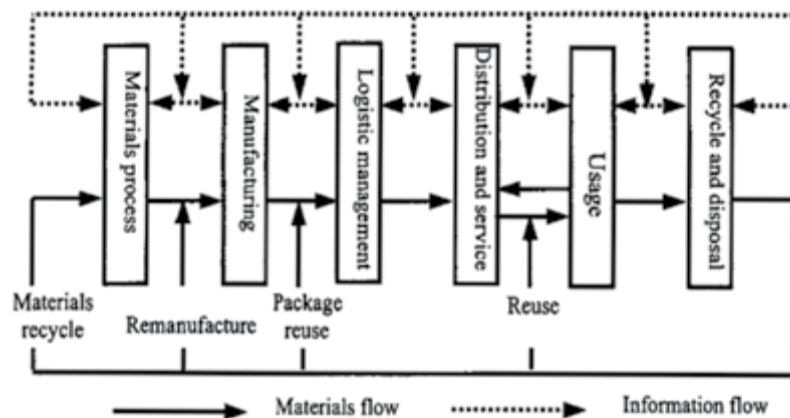 Materials process
Manufacturing
Logistic management
Distribution and service
Usage
Recycle and disposal
Materials
recycle
Remanufacture
Package
reuse
Reuse
Materials flow
Information flow